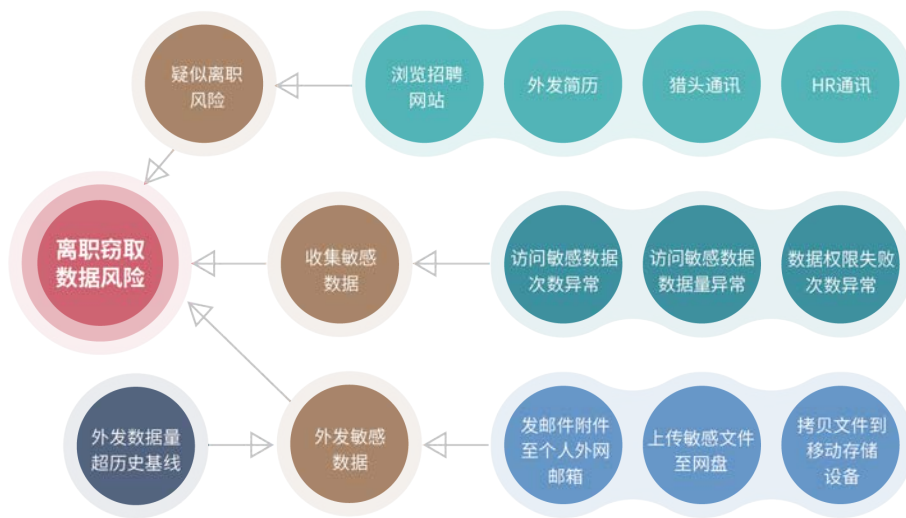 疑似离职
风险
浏览招聘
网站
外发简历
猎头通讯
HR通讯
离职窃取
数据风险
收集敏感
数据
访问敏感数据
次数异常
访问敏感数据
数据量异常
数据权限失败
次数异常
外发数据量
超历史基线
外发敏感
数据
发邮件附件
至个人外网
邮箱
上传敏感文件
至网盘
拷贝文件到
移动存储
设备